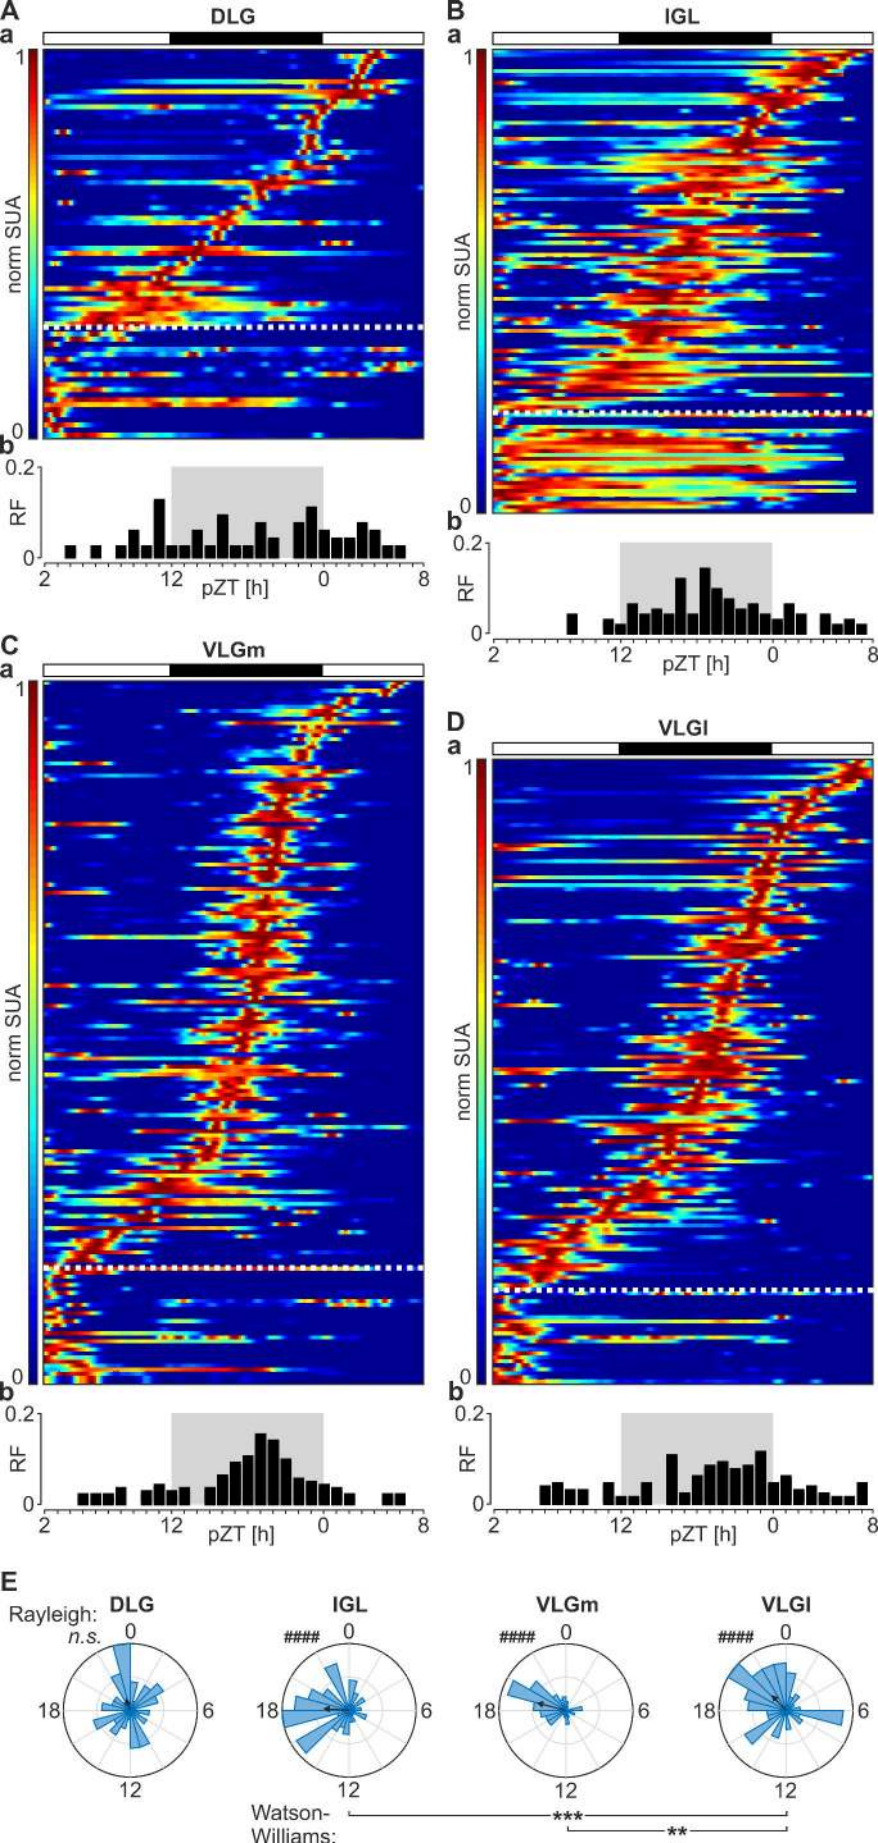 A
DLG
a
1
norm SUA
0
b
0.2
RF
0
2
12
0
8
pZT [h]
B
IGL
a
1
norm SUA
0
b
0.2
RF
0
2
12
0
8
pZT [h]
C
VLGm
a
1
norm SUA
0
b
0.2
RF
0
2
12
0
8
pZT [h]
D
VLGl
a
1
norm SUA
0
b
0.2
RF
0
2
12
0
8
pZT [h]
E
DLG
IGL
VLGm
VLGl
Rayleigh:
n.s.
0
####
0
####
0
####
0
18
6
18
6
18
6
18
6
12
12
12
12
Watson-
Williams:
***
**